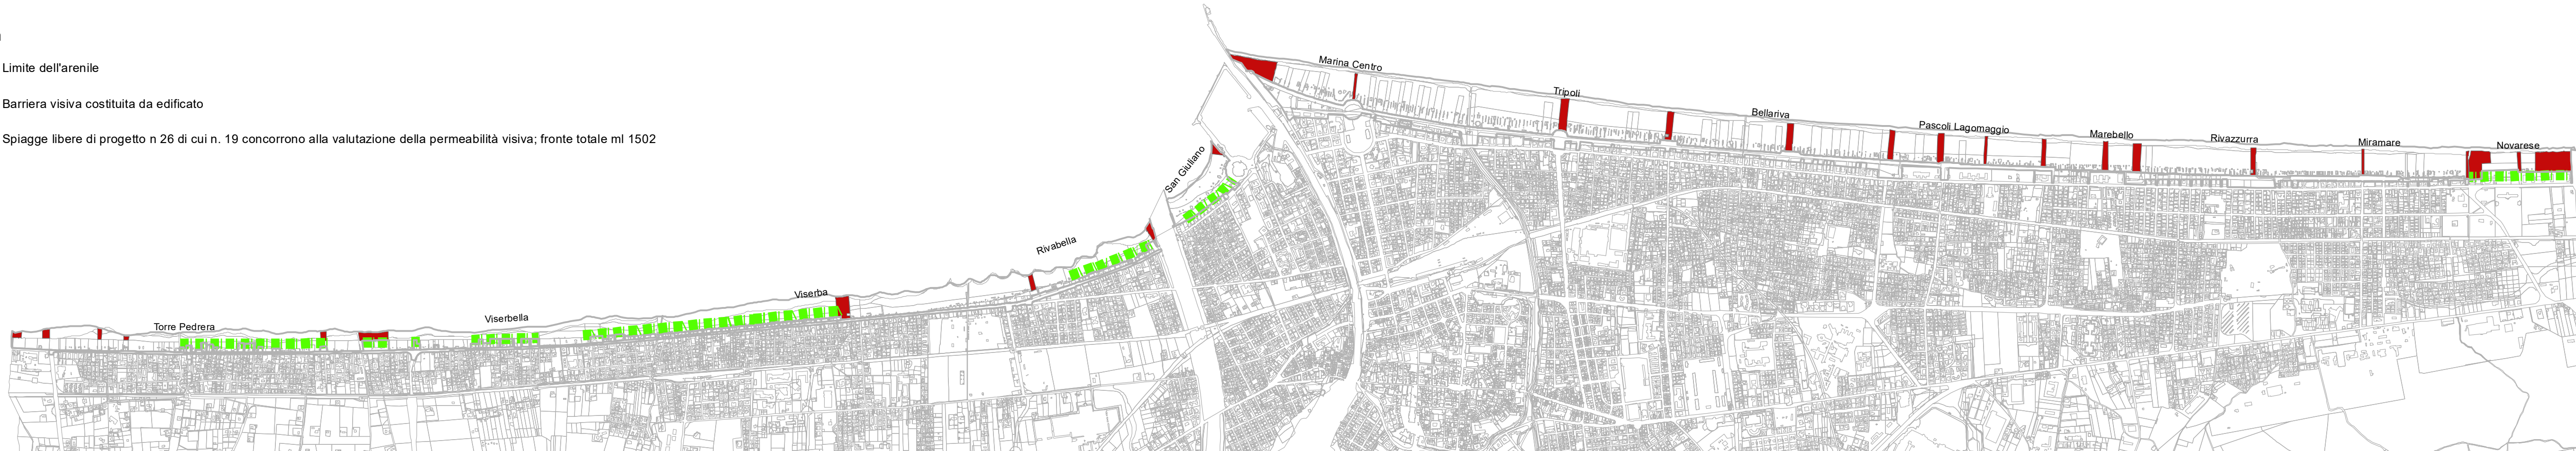 Limite dell'arenile
Barriera visiva costituita da edificato
Spiagge libere di progetto n 26 di cui n. 19 concorrono alla valutazione della permeabilità visiva; fronte totale ml 1502
Torre Pedrera
Viserbella
Viserba
Rivabella
San Giuliano
Marina Centro
Tripoli
Bellariva
Pascoli Lagomaggio
Marebello
Rivazzurra
Miramare
Novarese